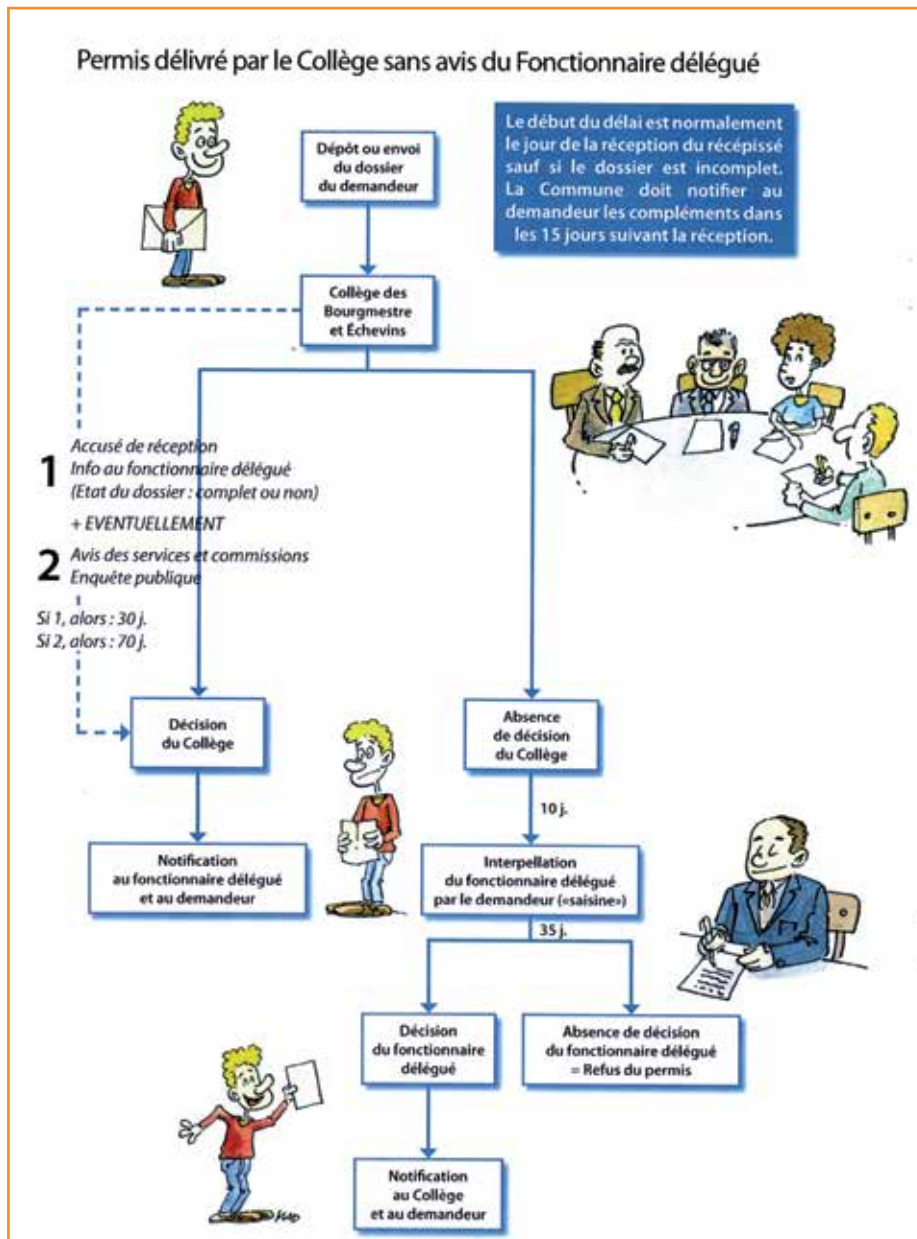 Permis délivré par le Collège sans avis du Fonctionnaire délégué
Dépôt ou envoi
du dossier
du demandeur
Le début du délai est normalement
le jour de la réception du récépissé
sauf si le dossier est incomplet.
La Commune doit notifier au
demandeur les compléments dans
les 15 jours suivant la réception.
Collège des
Bourgmestre
et Échevins
1
Accusé de réception
Info au fonctionnaire délégué
(Etat du dossier : complet ou non)
+ EVENTUELLEMENT
2
Avis des services et commissions
Enquête publique
Si 1, alors : 30 j.
Si 2, alors : 70 j.
Décision
du Collège
Absence
de décision
du Collège
10 j.
Notification
au fonctionnaire délégué
et au demandeur
Interpellation
du fonctionnaire délégué
par le demandeur («saisine»)
35 j.
Décision
du fonctionnaire
délégué
Absence de décision
du fonctionnaire délégué
= Refus du permis
Notification
au Collège
et au demandeur